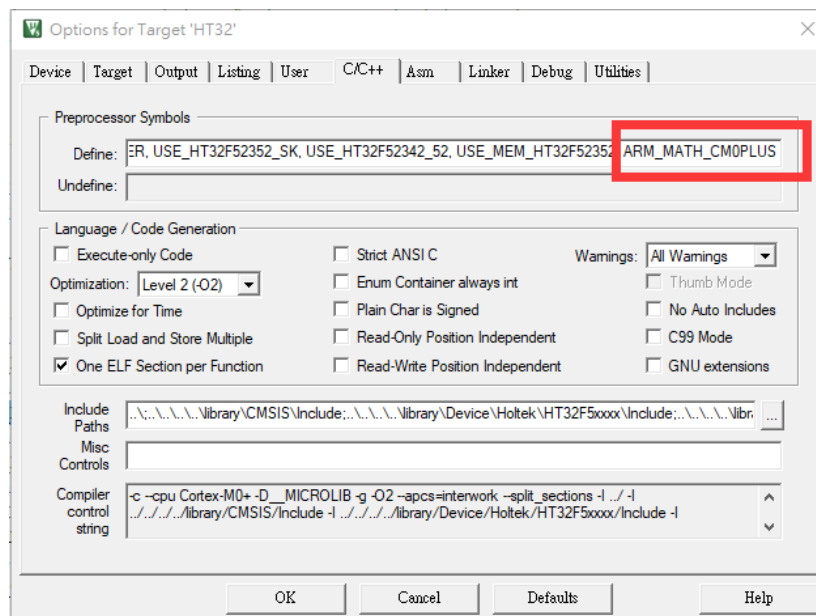 Options for Target 'HT32'
Device Target Output Listing User C/C++ Asm Linker Debug Utilities
Preprocessor Symbols
Define: ER, USE_HT32F52352_SK, USE_HT32F52342_52, USE_MEM_HT32F52352, ARM_MATH_CM0PLUS
Undefine:
Language / Code Generation
Execute-only Code Strict ANSI C Warnings: All Warnings
Optimization: Level 2 (-O2) Enum Container always int Thumb Mode
Optimize for Time Plain Char is Signed No Auto Includes
Split Load and Store Multiple Read-Only Position Independent C99 Mode
One ELF Section per Function Read-Write Position Independent GNU extensions
Include Paths ..\;..\..\..\..\library\CMSIS\Include;..\..\..\..\library\Device\Holtek\HT32F5xxxx\Include;..\..\..\..\libr ...
Misc Controls
Compiler control string -c --cpu Cortex-M0+ -D__MICROLIB -g -O2 --apcs=interwork --split_sections -I ../ -I
../../../../library/CMSIS/Include -I ../../../../library/Device/Holtek/HT32F5xxxx/Include -I
OK Cancel Defaults Help